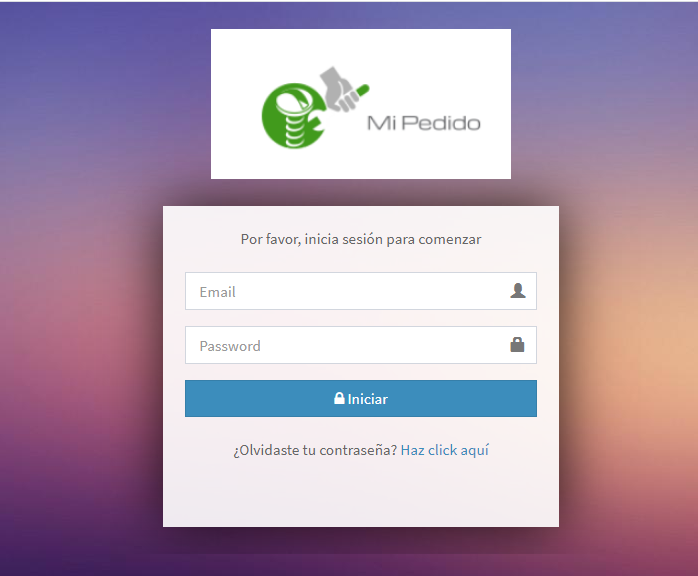 Mi Pedido
Por favor, inicia sesión para comenzar
Email
Password
Iniciar
¿Olvidaste tu contraseña? Haz click aquí